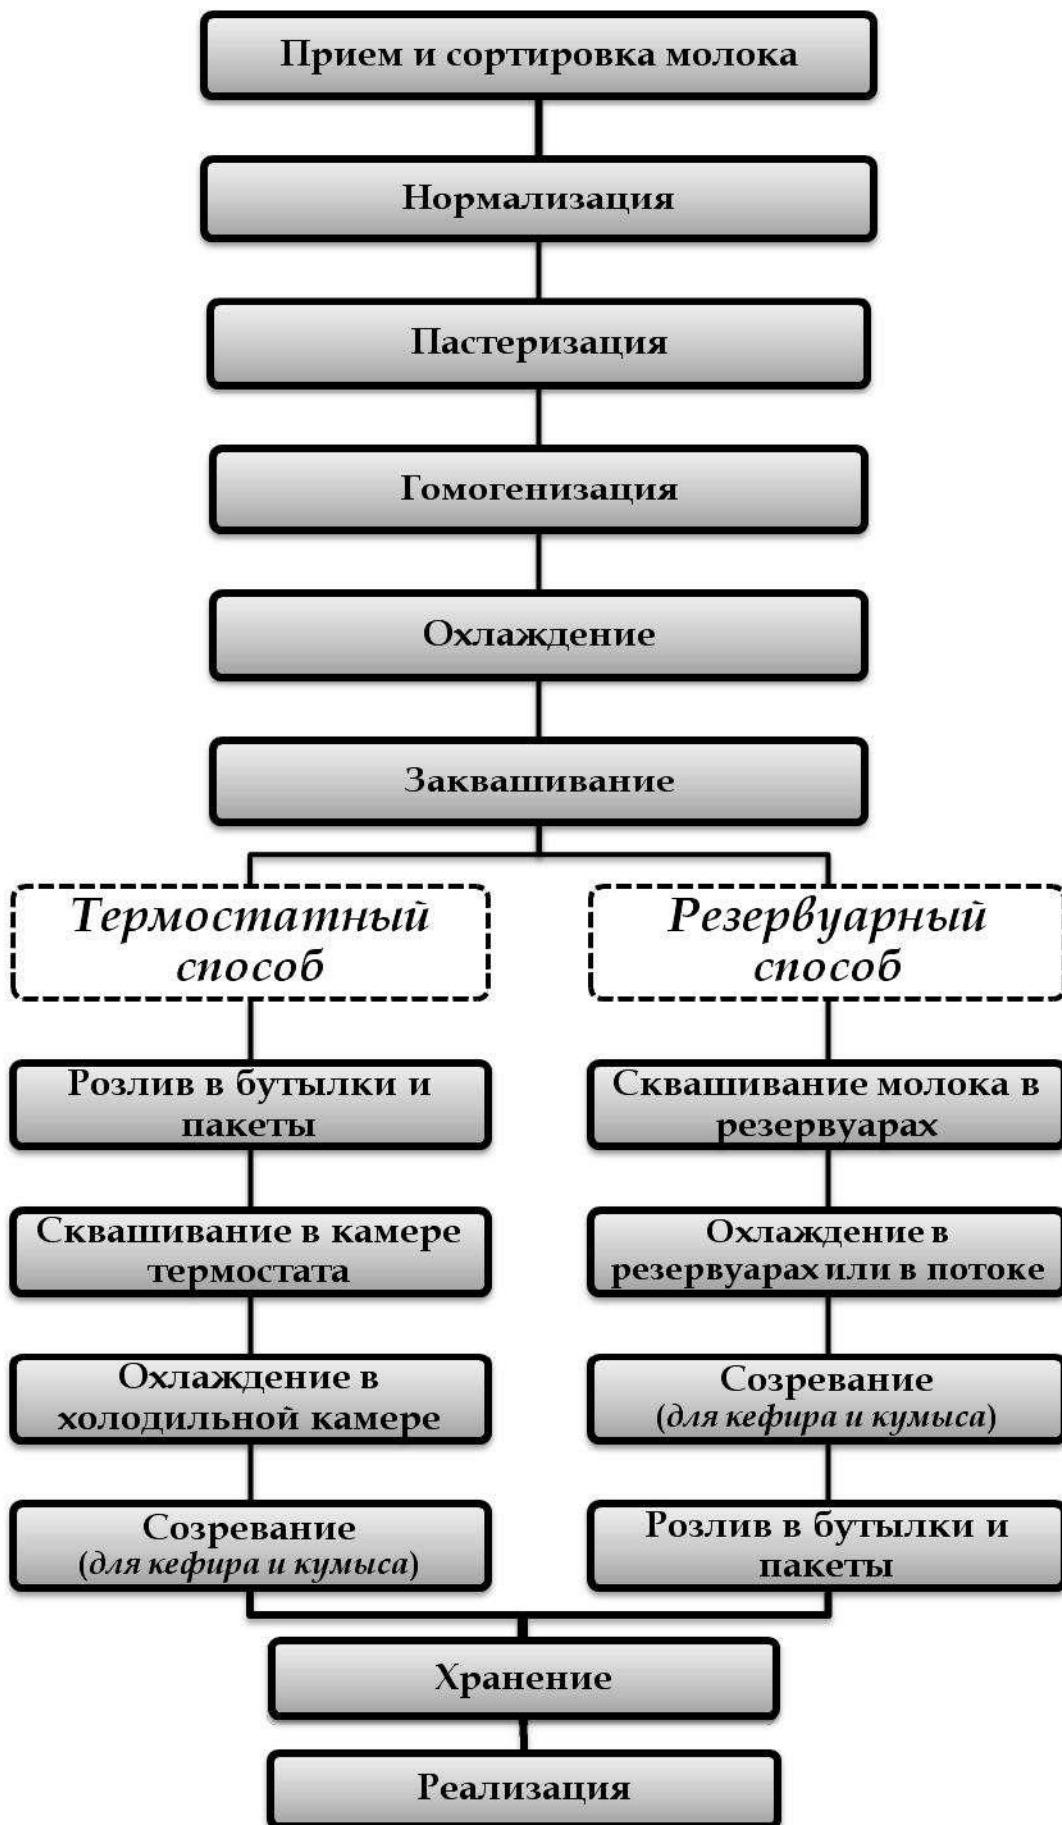 Прием и сортировка молока
Нормализация
Пастеризация
Гомогенизация
Охлаждение
Заквашивание
Термостатный
способ
Розлив в бутылки и
пакеты
Сквашивание в камере
термостата
Охлаждение в
холодильной камере
Созревание
(для кефира и кумыса)
Резервуарный
способ
Сквашивание молока в
резервуарах
Охлаждение в
резервуарах или в потоке
Созревание
(для кефира и кумыса)
Розлив в бутылки и
пакеты
Хранение
Реализация